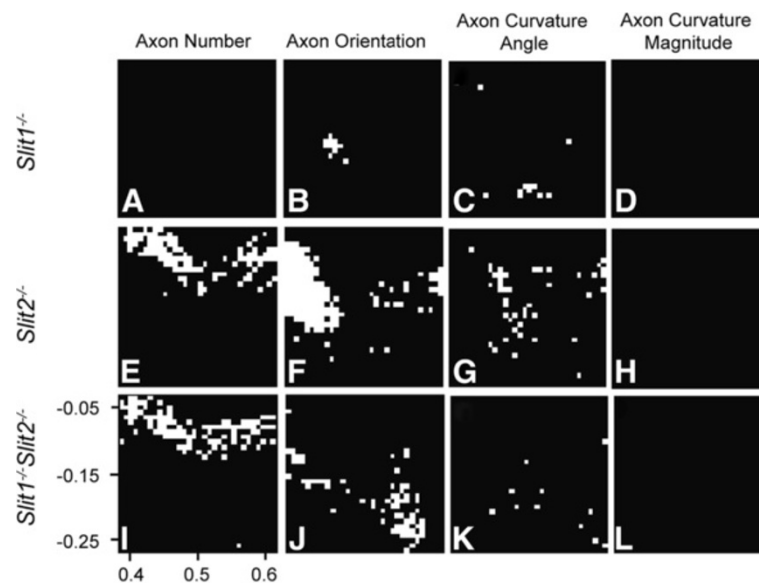 Axon Number Axon Orientation Axon Curvature Angle Axon Curvature Magnitude
Slit1-/-
A B C D
Slit2-/-
E F G H
Slit1-/-Slit2-/-
-0.05
-0.15
-0.25
I J K L
0.4 0.5 0.6